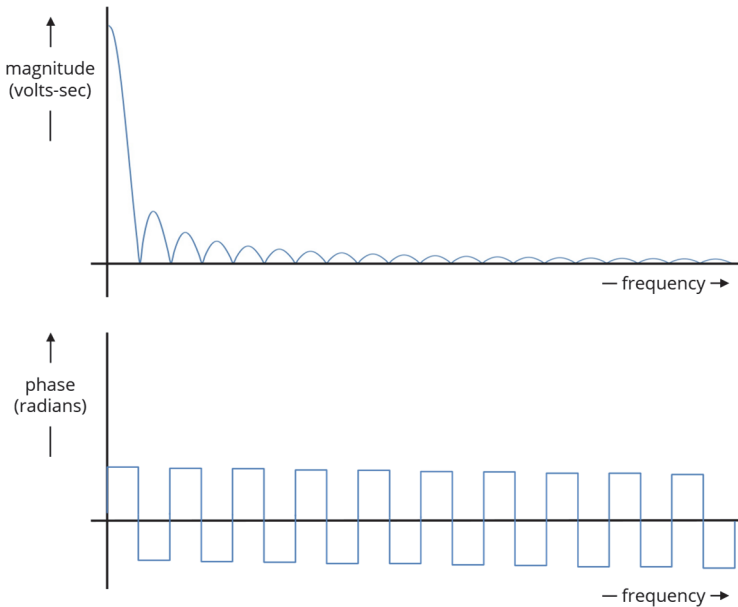 magnitude
(volts-sec)
frequency
phase
(radians)
frequency